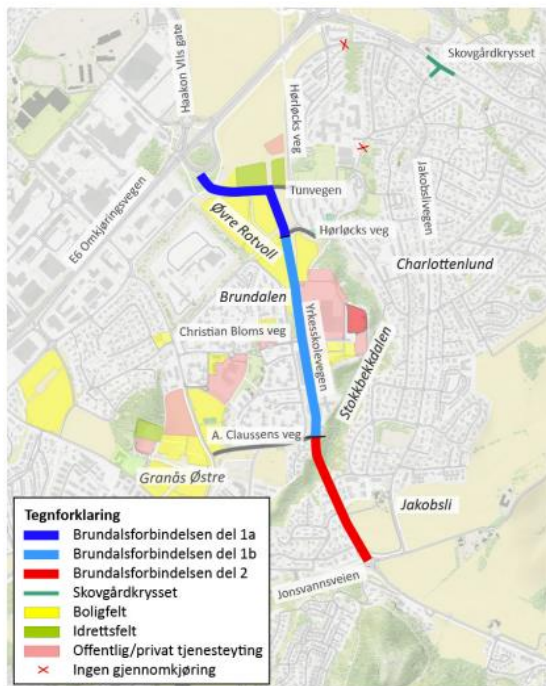 Skovgårdkrysset
Haakon VIIs gate
Hørløcks veg
E6 Omkjøringsvegen
Tunvegen
Jakobslivegen
Øvre Rotvoll
Hørløcks veg
Charlottenlund
Brundalen
Yrkesskolevegen
Christian Bloms veg
Stokkbekkdalen
A. Claussens veg
Granås Østre
Jakobsli
Jonsvannsveien
Tegnforklaring
Brundalsforbindelsen del 1a
Brundalsforbindelsen del 1b
Brundalsforbindelsen del 2
Skovgårdkrysset
Boligfelt
Idrettsfelt
Offentlig/privat tjenesteyting
Ingen gjennomkjøring